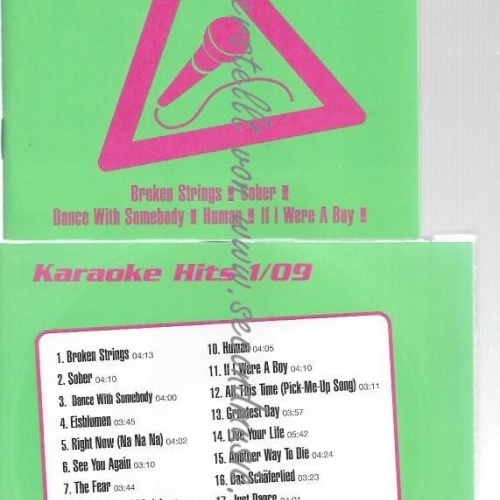 Broken Strings !! Sober !!
Dance With Somebody !! Human !! If I Were A Boy !!
Karaoke Hits 1/09
1. Broken Strings 04:13
2. Sober 04:10
3. Dance With Somebody 04:00
4. Eisblumen 03:45
5. Right Now (Na Na Na) 04:02
6. See You Again 03:10
7. The Fear 03:44
10. Human 04:05
11. If I Were A Boy 04:10
12. All This Time (Pick-Me-Up Song) 03:11
13. Greatest Day 03:57
14. Live Your Life 05:42
15. Another Way To Die 04:24
16. Das Schäferlied 03:23
17. Just Dance 04:01